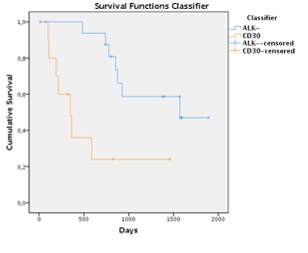 Survival Functions Classifier
Classifier
ALK-
CD30
ALK--censored
CD30-censored
Cumulative Survival
1,0
0,8
0,6
0,4
0,2
0,0
0
500
1000
1500
2000
Days